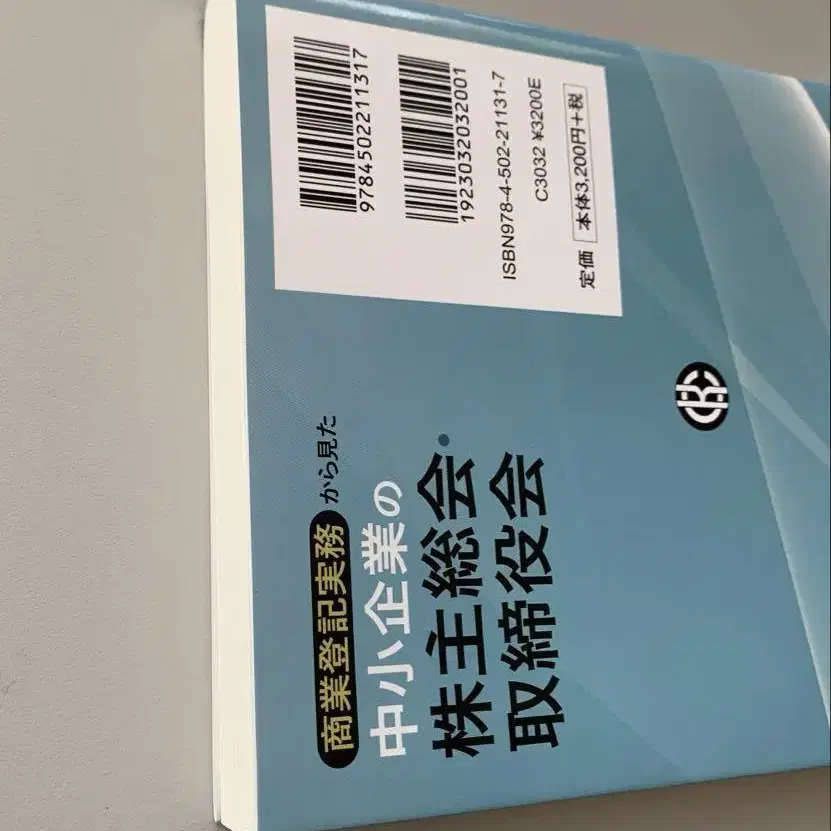 9784502211317
1923032032001
ISBN978-4-502-21131-7
C3032 ¥3200E
定価 本体3,200円+税
商業登記実務から見た
中小企業の
株主総会・
取締役会